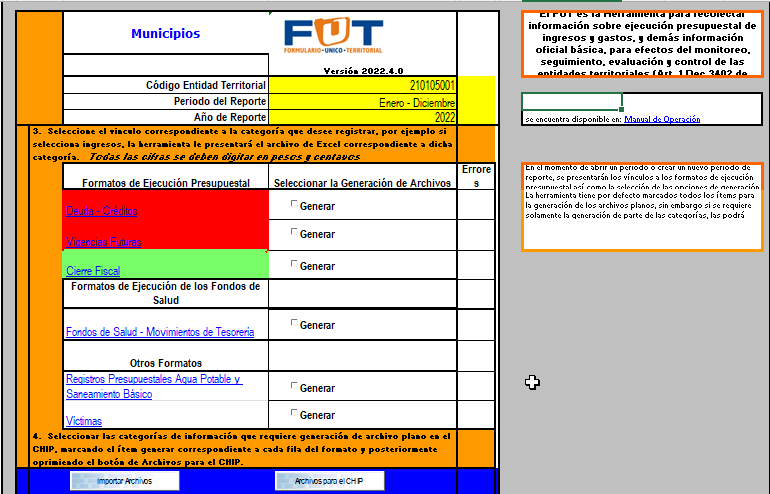 Municipios
FUT
FORMULARIO · UNICO · TERRITORIAL
Versión 2022.4.0
Código Entidad Territorial 210105001
Periodo del Reporte Enero - Diciembre
Año de Reporte 2022
3. Seleccione el vínculo correspondiente a la categoría que desee registrar, por ejemplo si
selecciona ingresos, la herramienta le presentará el archivo de Excel correspondiente a dicha
categoría. Todas las cifras se deben digitar en pesos y centavos
Formatos de Ejecución Presupuestal Seleccionar la Generación de Archivos Errore
s
Deuda - Créditos Generar
Vigencias Futuras Generar
Cierre Fiscal Generar
Formatos de Ejecución de los Fondos de
Salud
Fondos de Salud - Movimientos de Tesorería Generar
Otros Formatos
Registros Presupuestales Agua Potable y
Saneamiento Básico Generar
Víctimas Generar
4. Seleccionar las categorías de información que requiere generación de archivo plano en el
CHIP, marcando el ítem generar correspondiente a cada fila del formato y posteriormente
oprimiendo el botón de Archivos para el CHIP.
Importar Archivos Archivos para el CHIP
El FUT es la Herramienta para recolectar
información sobre ejecución presupuestal de
ingresos y gastos, y demás información
oficial básica, para efectos del monitoreo,
seguimiento, evaluación y control de las
entidades territoriales (Art. 1 Dec 3402 de
se encuentra disponible en: Manual de Operación
En el momento de abrir un periodo o crear un nuevo periodo de
reporte, se presentarán los vínculos a los formatos de ejecución
presupuestal así como la selección de las opciones de generación
La herramienta tiene por defecto marcados todos los ítems para
la generación de los archivos planos, sin embargo si se requiere
solamente la generación de parte de las categorías, las podrá